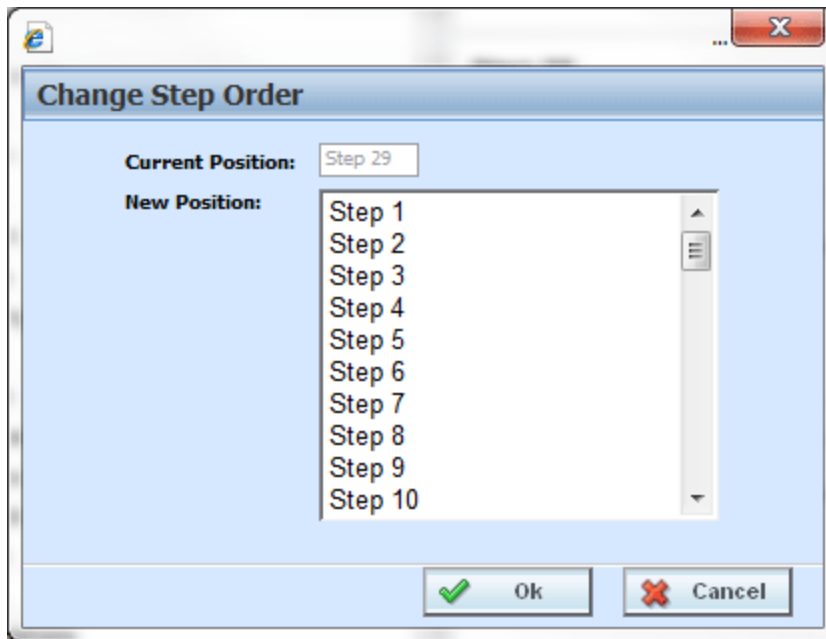 ...
Change Step Order
Current Position: Step 29
New Position:
Step 1
Step 2
Step 3
Step 4
Step 5
Step 6
Step 7
Step 8
Step 9
Step 10
Ok Cancel